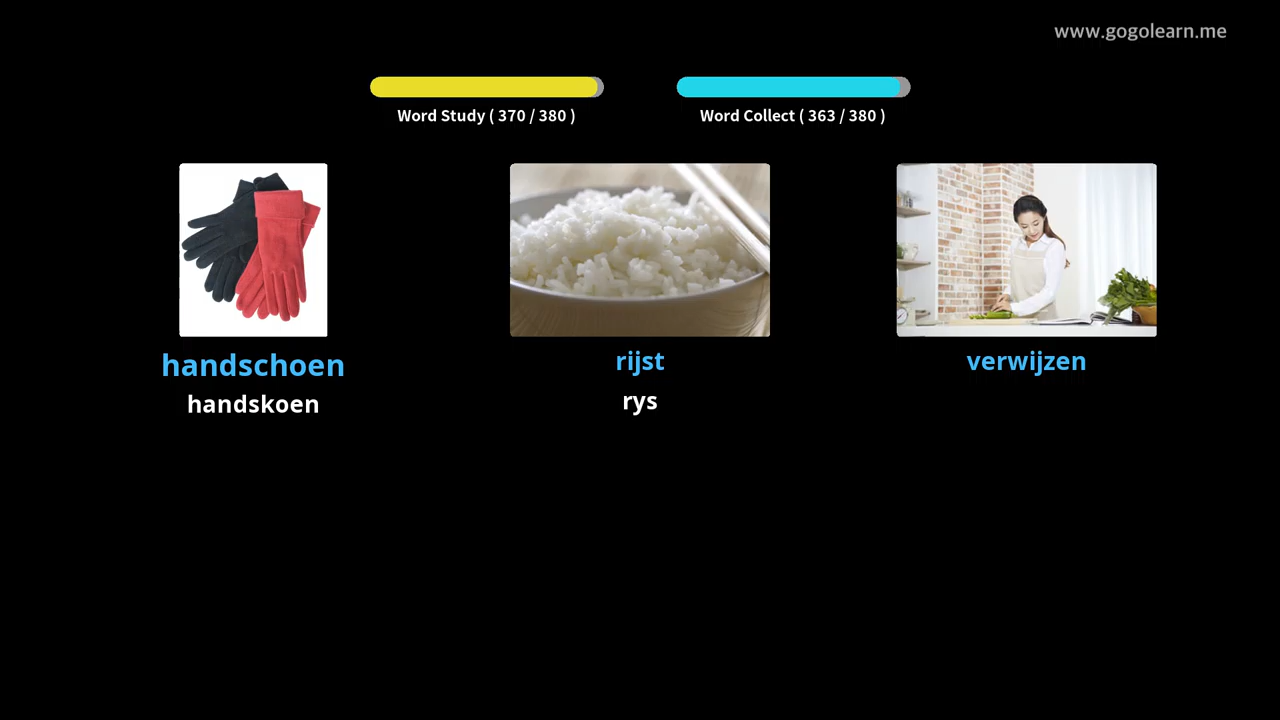 www.gogolearn.me
Word Study ( 370 / 380 )
Word Collect ( 363 / 380 )
handschoen
rijst
verwijzen
handskoen
rys